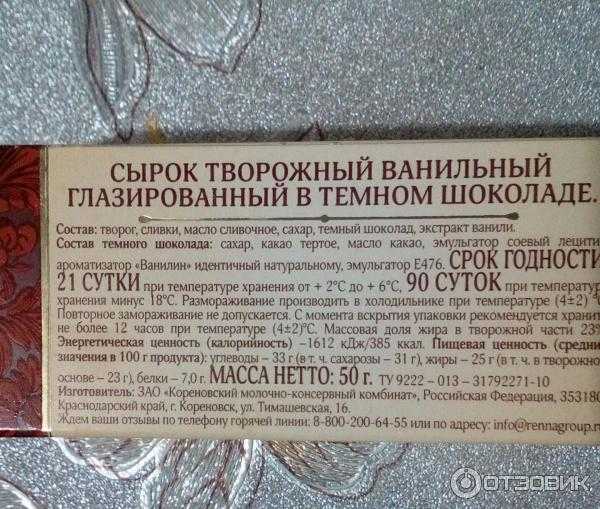 СЫРОК ТВОРОЖНЫЙ ВАНИЛЬНЫЙ
ГЛАЗИРОВАННЫЙ В ТЕМНОМ ШОКОЛАДЕ.
Состав: творог, сливки, масло сливочное, сахар, темный шоколад, экстракт ванили.
Состав темного шоколада: сахар, какао тертое, масло какао, эмульгатор соевый лецити
ароматизатор «Ванилин» идентичный натуральному, эмульгатор Е476. СРОК ГОДНОСТИ
21 СУТКИ при температуре хранения от + 2°С до + 6°С, 90 СУТОК при температур
хранения минус 18°С. Размораживание производить в холодильнике при температуре (4±2)°
Повторное замораживание не допускается. С момента вскрытия упаковки рекомендуется хранит
не более 12 часов при температуре (4±2)°С. Массовая доля жира в творожной части 23%
Энергетическая ценность (калорийность) –1612 кДж/385 ккал. Пищевая ценность (средни
значения в 100 г продукта): углеводы – 33 г (в т. ч. сахарозы – 31 г), жиры – 25 г (в т. ч. в творожно
основе – 23 г), белки – 7,0 г. МАССА НЕТТО: 50 г. ТУ 9222 – 013 – 31792271-10
Изготовитель: ЗАО «Кореновский молочно-консервный комбинат», Российская Федерация, 353180
Краснодарский край, г. Кореновск, ул. Тимашевская, 16.
Ждем ваши отзывы по телефону горячей линии: 8-800-200-64-55 или по адресу: info@rennagroup.ru
ОТЗОВИК